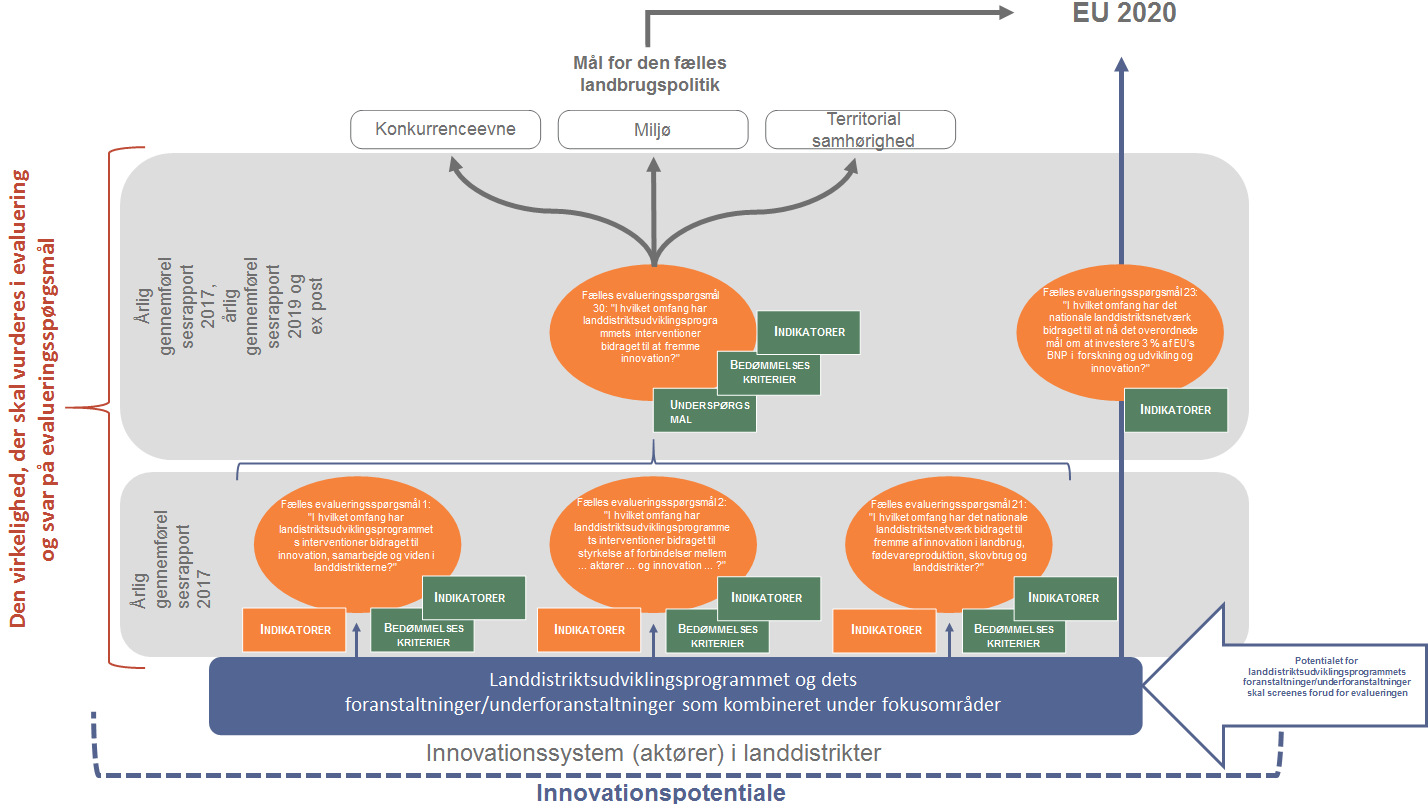 EU 2020
Mål for den fælles
landbrugspolitik
Konkurrenceevne
Miljø
Territorial
samhørighed
Den virkelighed, der skal vurderes i evaluering
og svar på evalueringsspørgsmål
Årlig
gennemførel
sesrapport
2017,
årlig
gennemførel
sesrapport
2019 og
ex post
Fælles evalueringsspørgsmål
30: "I hvilket omfang har
landdistriktsudviklingsprogra
mmets interventioner
bidraget til at fremme
innovation?"
INDIKATORER
BEDØMMELSES
KRITERIER
UNDERSPØRGS
MÅL
Fælles evalueringsspørgsmål 23:
"I hvilket omfang har det
nationale landdistriktsnetværk
bidraget til at nå det overordnede
mål om at investere 3 % af EU's
BNP i forskning og udvikling og
innovation?"
INDIKATORER
Årlig
gennemførel
sesrapport
2017
Fælles evalueringsspørgsmål 1:
"I hvilket omfang har
landistriktsudviklingsprogrammet
s interventioner bidraget til
innovation, samarbejde og viden i
landdistrikterne?"
INDIKATORER
INDIKATORER
BEDØMMELSES
KRITERIER
Fælles evalueringsspørgsmål 2:
"I hvilket omfang har
landdistriktsudviklingsprogramme
ts interventioner bidraget til
styrkelse af forbindelser mellem
... aktører ... og innovation ... ?"
INDIKATORER
INDIKATORER
BEDØMMELSES
KRITERIER
Fælles evalueringsspørgsmål 21:
"I hvilket omfang har det nationale
landdistriktsnetværk bidraget til
fremme af innovation i landbrug,
fødevareproduktion, skovbrug og
landdistrikter?"
INDIKATORER
INDIKATORER
BEDØMMELSES
KRITERIER
Landdistriktsudviklingsprogrammet og dets
foranstaltninger/underforanstaltninger som kombineret under fokusområder
Potentialet for
landdistriktsudviklingsprogrammets
foranstaltninger/underforanstaltninger
skal screenes forud for evalueringen
Innovationssystem (aktører) i landdistrikter
Innovationspotentiale